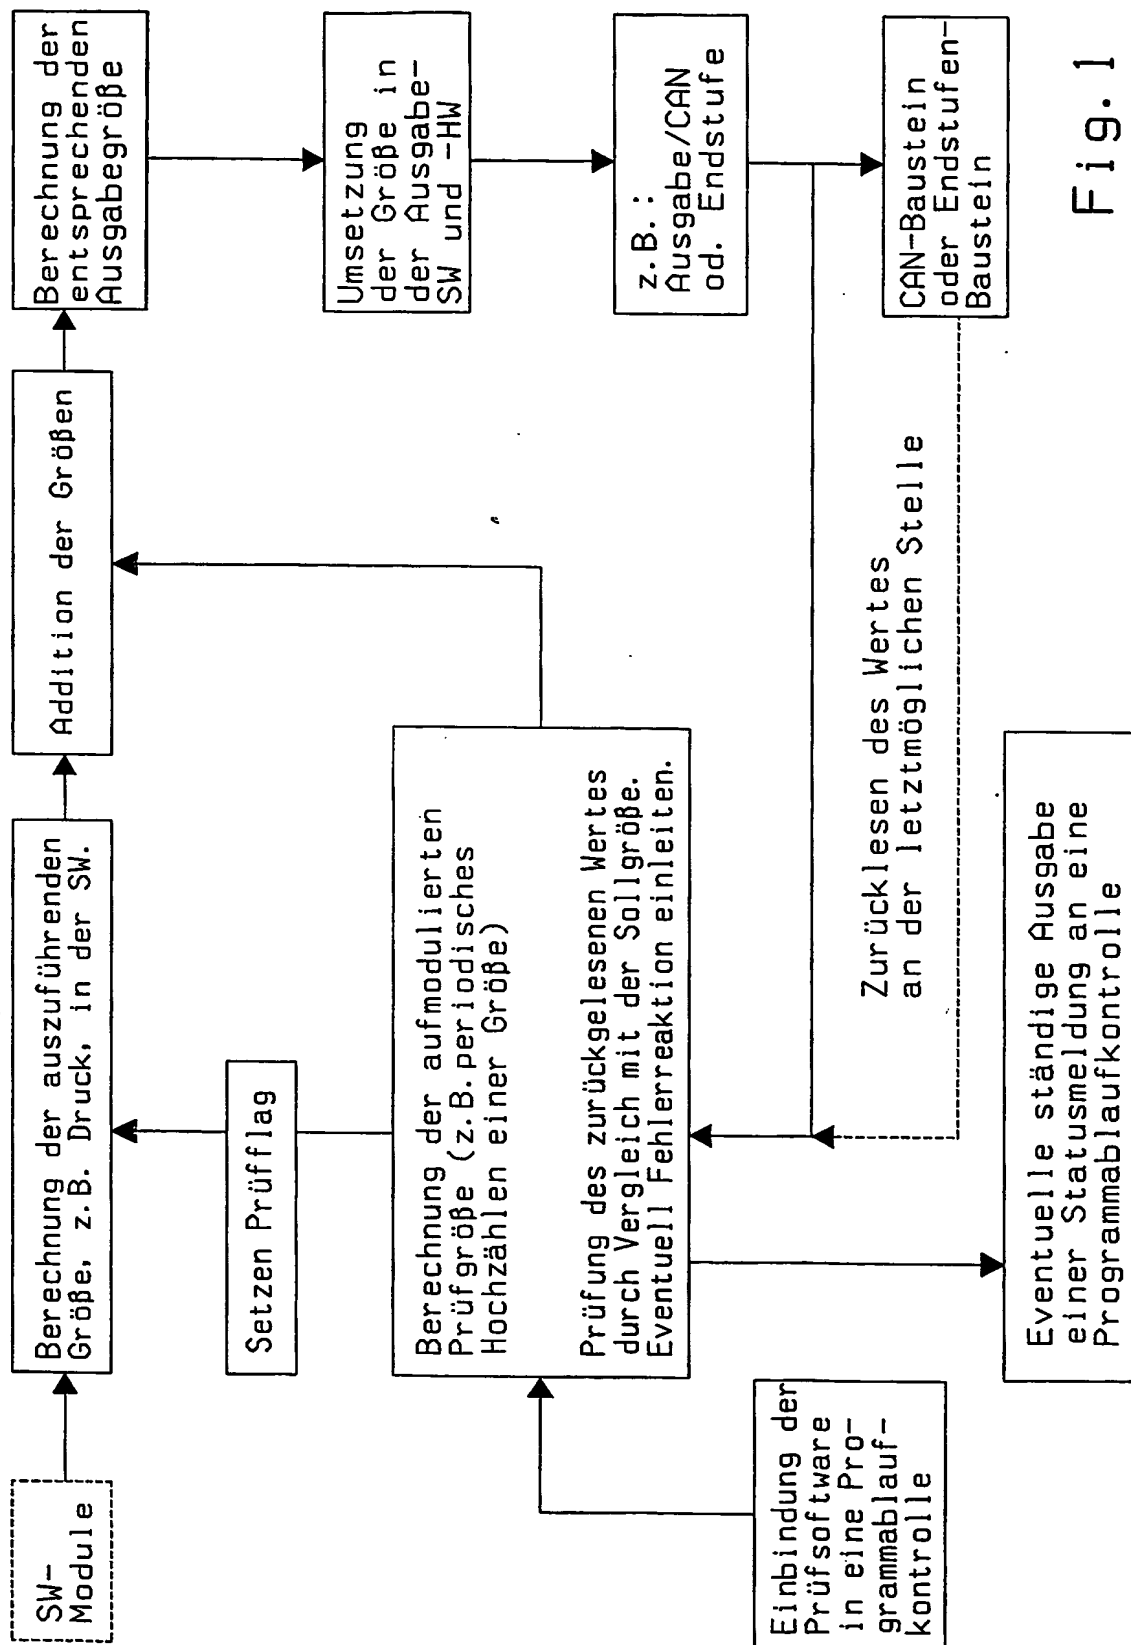 SW-
Module
Berechnung der auszuführenden
Größe, z.B. Druck, in der SW.
Addition der Größen
Berechnung der
entsprechenden
Ausgabegröße
Setzen Prüfflag
Umsetzung
der Größe in
der Ausgabe-
SW und -HW
Berechnung der aufmodulierten
Prüfgröße (z.B. periodisches
Hochzählen einer Größe)
Prüfung des zurückgelesenen Wertes
durch Vergleich mit der Sollgröße.
Eventuell Fehlerreaktion einleiten.
z.B.:
Ausgabe/CAN
od. Endstufe
Einbindung der
Prüfsoftware
in eine Pro-
grammablauf-
kontrolle
Zurücklesen des Wertes
an der letztmöglichen Stelle
CAN-Baustein
oder Endstufen-
Baustein
Eventuelle ständige Ausgabe
einer Statusmeldung an eine
Programmablaufkontrolle
Fig. 1